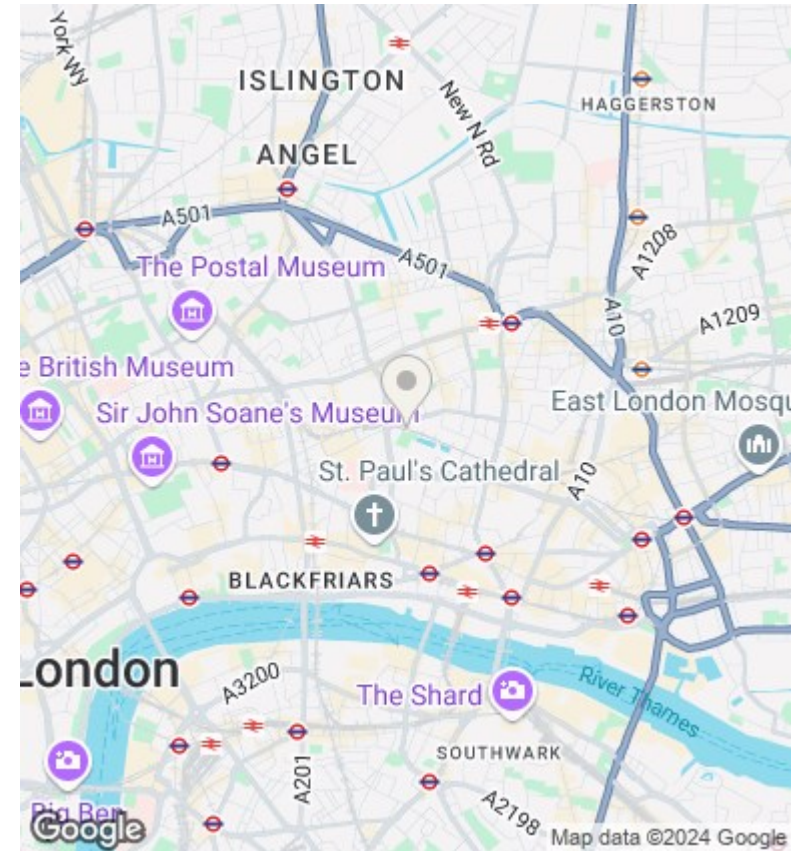 York Wy
ISLINGTON
New N Rd
HAGGERSTON
ANGEL
A501
A1208
The Postal Museum
A501
A10
A1209
e British Museum
Sir John Soane's Museum
East London Mosqu
St. Paul's Cathedral
A10
BLACKFRIARS
London
A3200
The Shard
River Thames
SOUTHWARK
A201
A2198
Big Ben
Google
Map data ©2024 Google